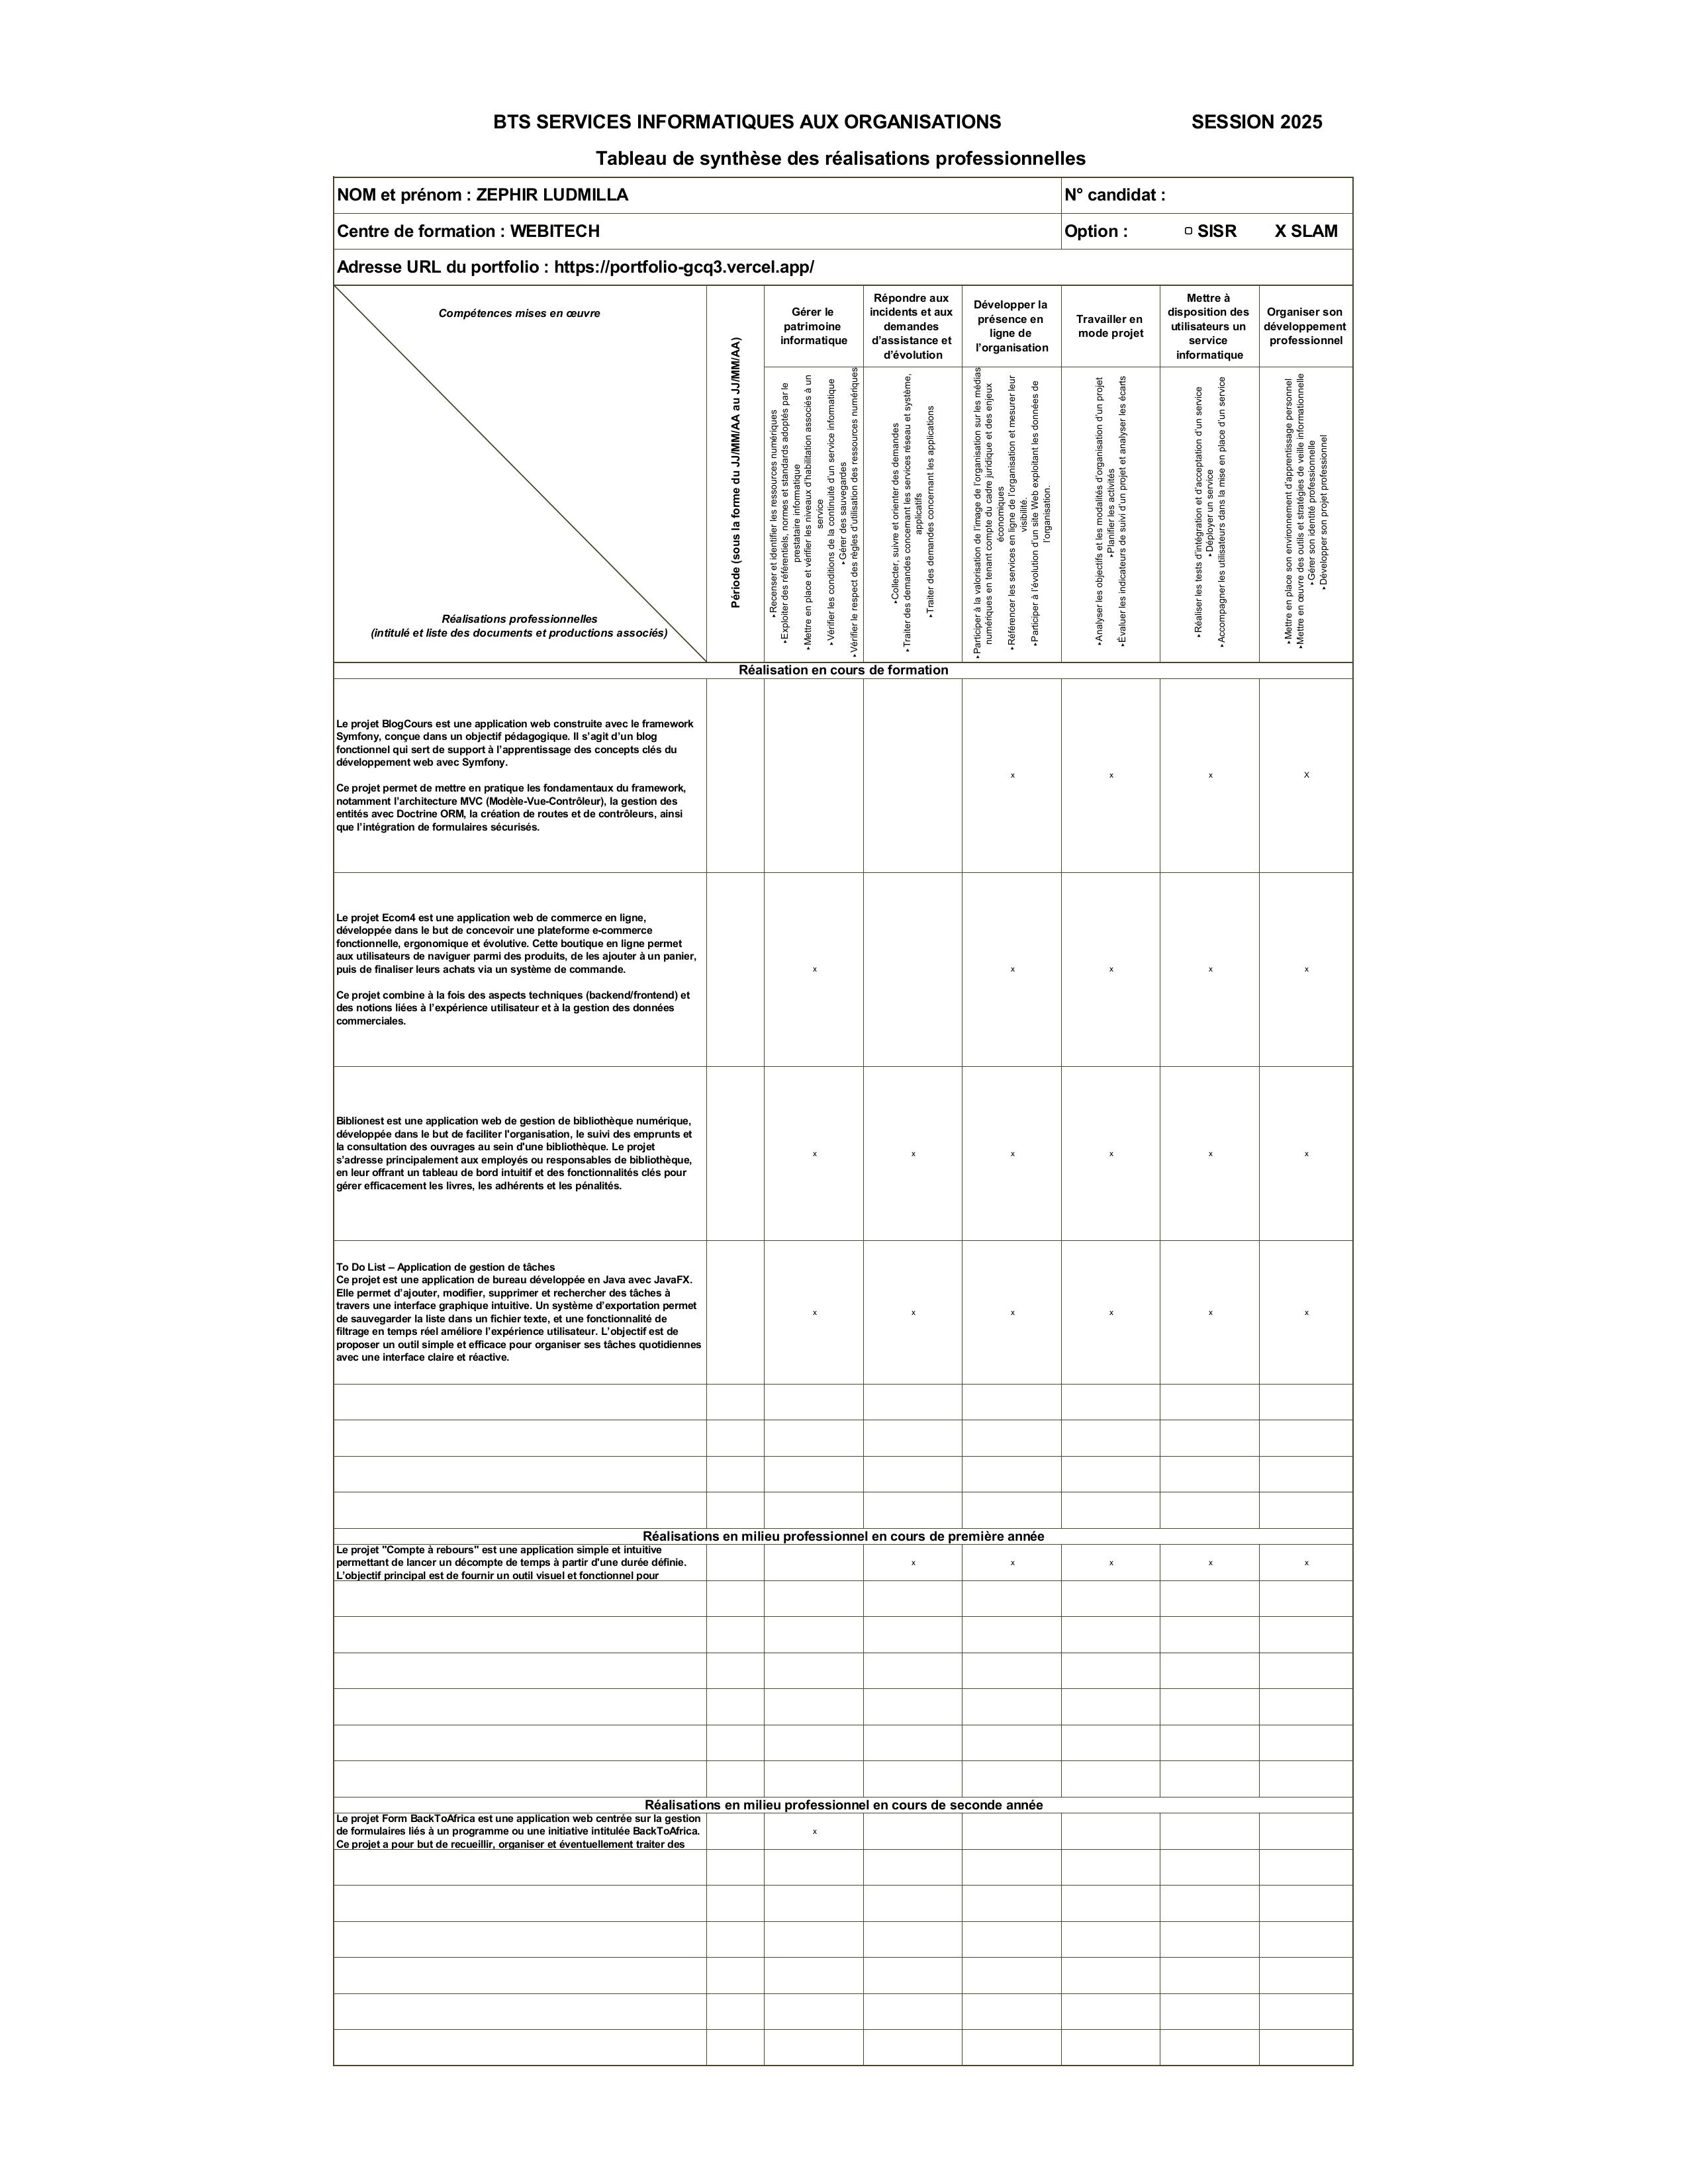 BTS SERVICES INFORMATIQUES AUX ORGANISATIONS SESSION 2025
Tableau de synthèse des réalisations professionnelles
NOM et prénom : ZEPHIR LUDMILLA N° candidat :
Centre de formation : WEBITECH Option : ▢ SISR X SLAM
Adresse URL du portfolio : https://portfolio-gcq3.vercel.app/
Compétences mises en œuvre
Réalisations professionnelles
(intitulé et liste des documents et productions associés)
Période (sous la forme du JJ/MM/AA au JJ/MM/AA)
Gérer le
patrimoine
informatique
Répondre aux
incidents et aux
demandes
d’assistance et
d’évolution
Développer la
présence en
ligne de
l’organisation
Travailler en
mode projet
Mettre à
disposition des
utilisateurs un
service
informatique
Organiser son
développement
professionnel
‣Recenser et identifier les ressources numériques
‣Exploiter des référentiels, normes et standards adoptés par le
prestataire informatique
‣Mettre en place et vérifier les niveaux d’habilitation associés à un
service
‣Vérifier les conditions de la continuité d’un service informatique
‣Gérer des sauvegardes
‣Vérifier le respect des règles d’utilisation des ressources numériques
‣Collecter, suivre et orienter des demandes
‣Traiter des demandes concernant les services réseau et système,
applicatifs
‣Traiter des demandes concernant les applications
‣Participer à la valorisation de l’image de l’organisation sur les médias
numériques en tenant compte du cadre juridique et des enjeux
économiques
‣Référencer les services en ligne de l’organisation et mesurer leur
visibilité.
‣Participer à l’évolution d’un site Web exploitant les données de
l’organisation.
‣Analyser les objectifs et les modalités d’organisation d’un projet
‣Planifier les activités
‣Évaluer les indicateurs de suivi d’un projet et analyser les écarts
‣Réaliser les tests d’intégration et d’acceptation d’un service
‣Déployer un service
‣Accompagner les utilisateurs dans la mise en place d’un service
‣Mettre en place son environnement d’apprentissage personnel
‣Mettre en œuvre des outils et stratégies de veille informationnelle
‣Gérer son identité professionnelle
‣Développer son projet professionnel
Réalisation en cours de formation
Le projet BlogCours est une application web construite avec le framework
Symfony, conçue dans un objectif pédagogique. Il s’agit d’un blog
fonctionnel qui sert de support à l’apprentissage des concepts clés du
développement web avec Symfony.
Ce projet permet de mettre en pratique les fondamentaux du framework,
notamment l’architecture MVC (Modèle-Vue-Contrôleur), la gestion des
entités avec Doctrine ORM, la création de routes et de contrôleurs, ainsi
que l’intégration de formulaires sécurisés.
x x x X
Le projet Ecom4 est une application web de commerce en ligne,
développée dans le but de concevoir une plateforme e-commerce
fonctionnelle, ergonomique et évolutive. Cette boutique en ligne permet
aux utilisateurs de naviguer parmi des produits, de les ajouter à un panier,
puis de finaliser leurs achats via un système de commande.
Ce projet combine à la fois des aspects techniques (backend/frontend) et
des notions liées à l’expérience utilisateur et à la gestion des données
commerciales.
x x x x x
Biblionest est une application web de gestion de bibliothèque numérique,
développée dans le but de faciliter l'organisation, le suivi des emprunts et
la consultation des ouvrages au sein d'une bibliothèque. Le projet
s’adresse principalement aux employés ou responsables de bibliothèque,
en leur offrant un tableau de bord intuitif et des fonctionnalités clés pour
gérer efficacement les livres, les adhérents et les pénalités.
x x x x x x
To Do List – Application de gestion de tâches
Ce projet est une application de bureau développée en Java avec JavaFX.
Elle permet d’ajouter, modifier, supprimer et rechercher des tâches à
travers une interface graphique intuitive. Un système d’exportation permet
de sauvegarder la liste dans un fichier texte, et une fonctionnalité de
filtrage en temps réel améliore l’expérience utilisateur. L’objectif est de
proposer un outil simple et efficace pour organiser ses tâches quotidiennes
avec une interface claire et réactive.
x x x x x x
Réalisations en milieu professionnel en cours de première année
Le projet "Compte à rebours" est une application simple et intuitive
permettant de lancer un décompte de temps à partir d'une durée définie.
L’objectif principal est de fournir un outil visuel et fonctionnel pour
x x x x x
Réalisations en milieu professionnel en cours de seconde année
Le projet Form BackToAfrica est une application web centrée sur la gestion
de formulaires liés à un programme ou une initiative intitulée BackToAfrica.
Ce projet a pour but de recueillir, organiser et éventuellement traiter des
x